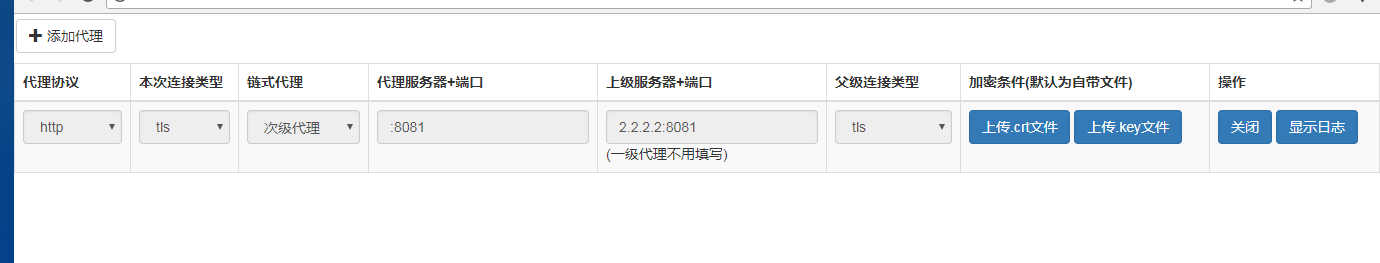 添加代理
代理协议 本次连接类型 链式代理 代理服务器+端口 上级服务器+端口 父级连接类型 加密条件(默认为自带文件) 操作
http tls 次级代理 :8081 2.2.2.2:8081 tls 上传.crt文件 上传.key文件 关闭 显示日志
(一级代理不用填写)